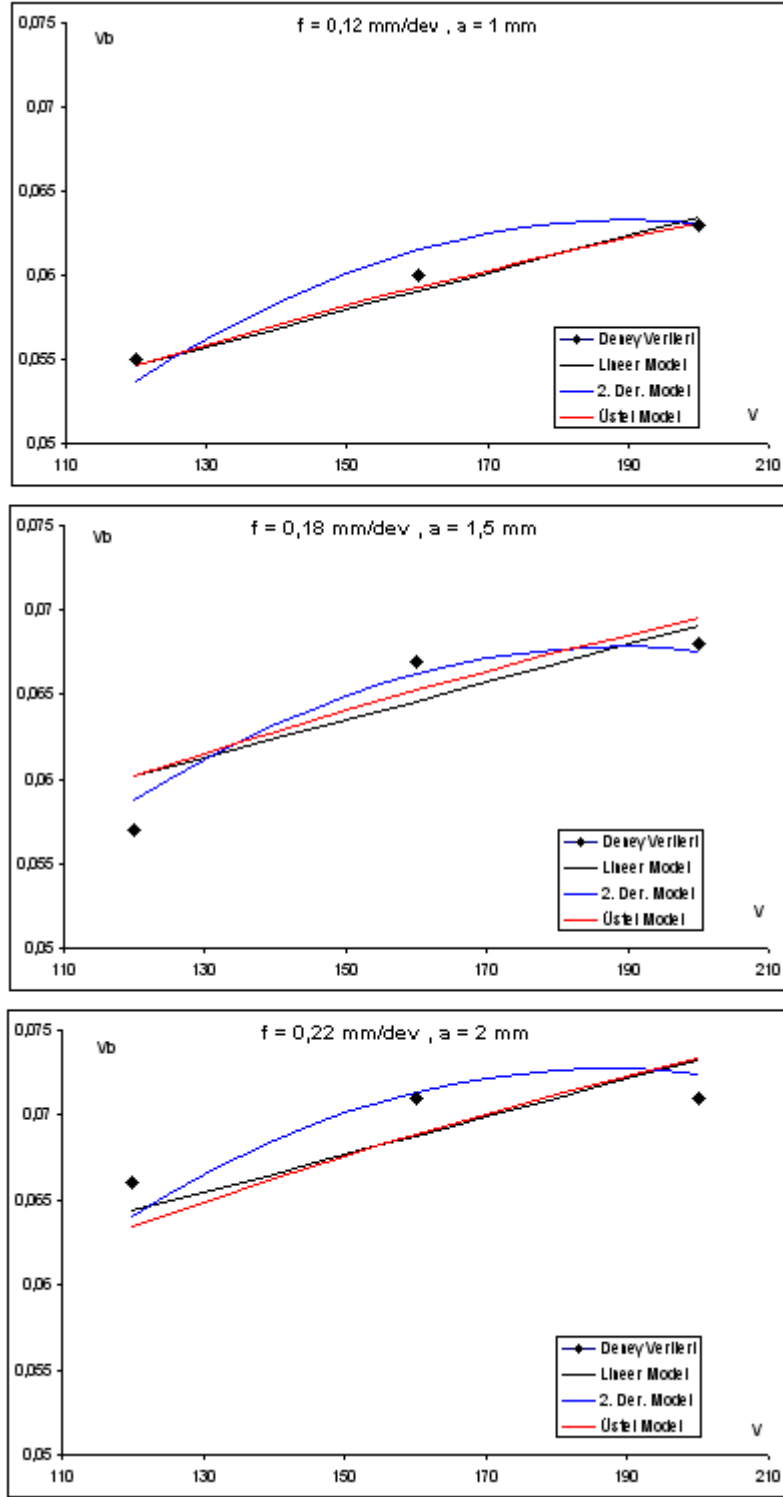 f = 0,12 mm/dev , a = 1 mm
Vb
0,075
0,07
0,065
0,06
0,055
0,05
Deney Verileri
Lineer Model
2. Der. Model
Üstel Model
V
110 130 150 170 190 210
f = 0,18 mm/dev , a = 1,5 mm
Vb
0,075
0,07
0,065
0,06
0,055
0,05
Deney Verileri
Lineer Model
2. Der. Model
Üstel Model
V
110 130 150 170 190 210
f = 0,22 mm/dev , a = 2 mm
Vb
0,075
0,07
0,065
0,06
0,055
0,05
Deney Verileri
Lineer Model
2. Der. Model
Üstel Model
V
110 130 150 170 190 210